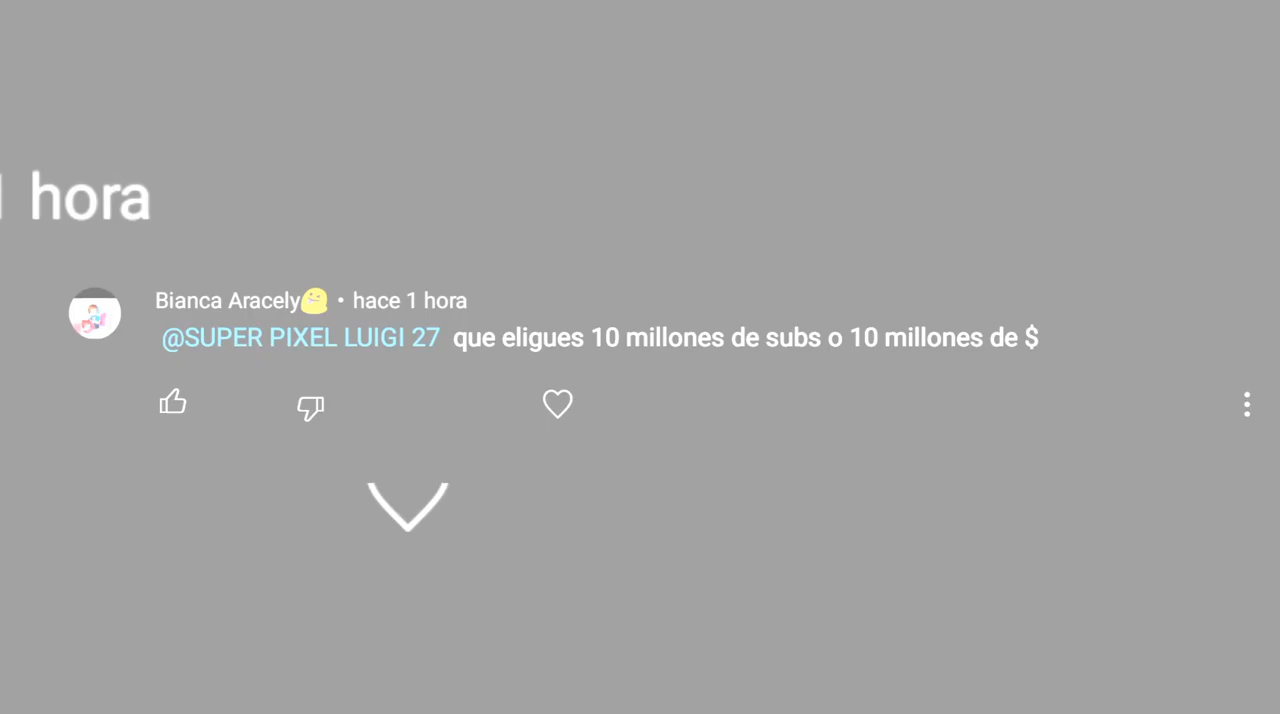 hora
Bianca Aracely • hace 1 hora
@SUPER PIXEL LUIGI 27 que eligues 10 millones de subs o 10 millones de $